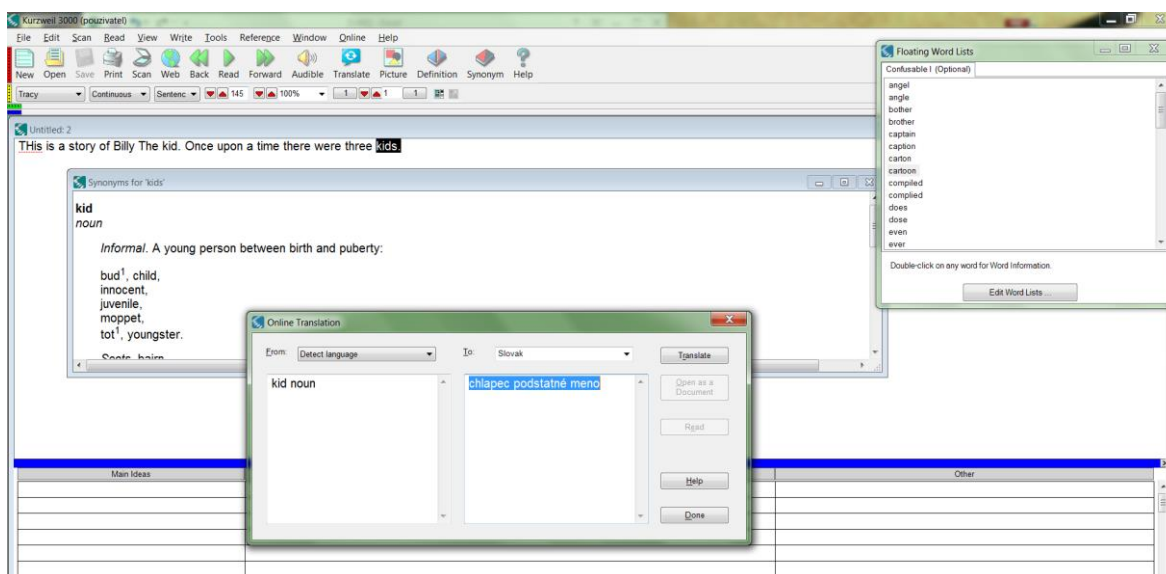 Kurzweil 3000 (pouzivatel)
File Edit Scan Read View Write Tools Reference Window Online Help
New Open Save Print Scan Web Back Read Forward Audible Translate Picture Definition Synonym Help
Tracy Continuous Sentenc 145 100% 1 1 1
Floating Word Lists
Confusable I (Optional)
angel
angle
bother
brother
captain
caption
carton
cartoon
compiled
complied
does
dose
even
ever
Double-click on any word for Word Information.
Edit Word Lists ...
Untitled: 2
THis is a story of Billy The kid. Once upon a time there were three kids.
Synonyms for 'kids'
kid
noun
Informal. A young person between birth and puberty:
bud1, child,
innocent,
juvenile,
moppet,
tot1, youngster.
Scots. bairn.
Online Translation
From: Detect language To: Slovak Translate
kid noun
chlapec podstatné meno
Open as a
Document
Read
Help
Done
Main Ideas Other